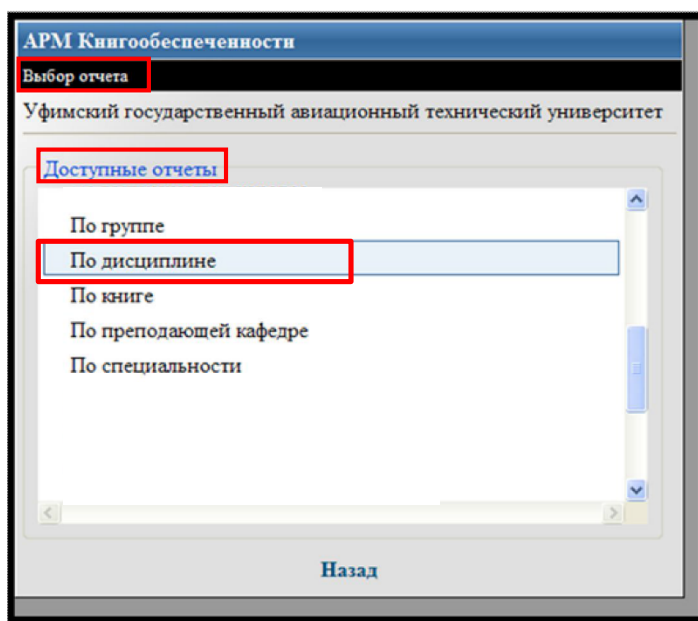 АРМ Книгообеспеченности
Выбор отчета
Уфимский государственный авиационный технический университет
Доступные отчеты
По группе
По дисциплине
По книге
По преподающей кафедре
По специальности
Назад